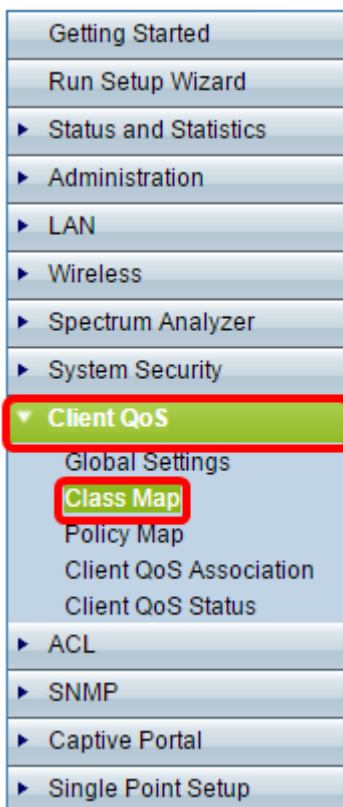 Getting Started
Run Setup Wizard
Status and Statistics
Administration
LAN
Wireless
Spectrum Analyzer
System Security
Client QoS
Global Settings
Class Map
Policy Map
Client QoS Association
Client QoS Status
ACL
SNMP
Captive Portal
Single Point Setup